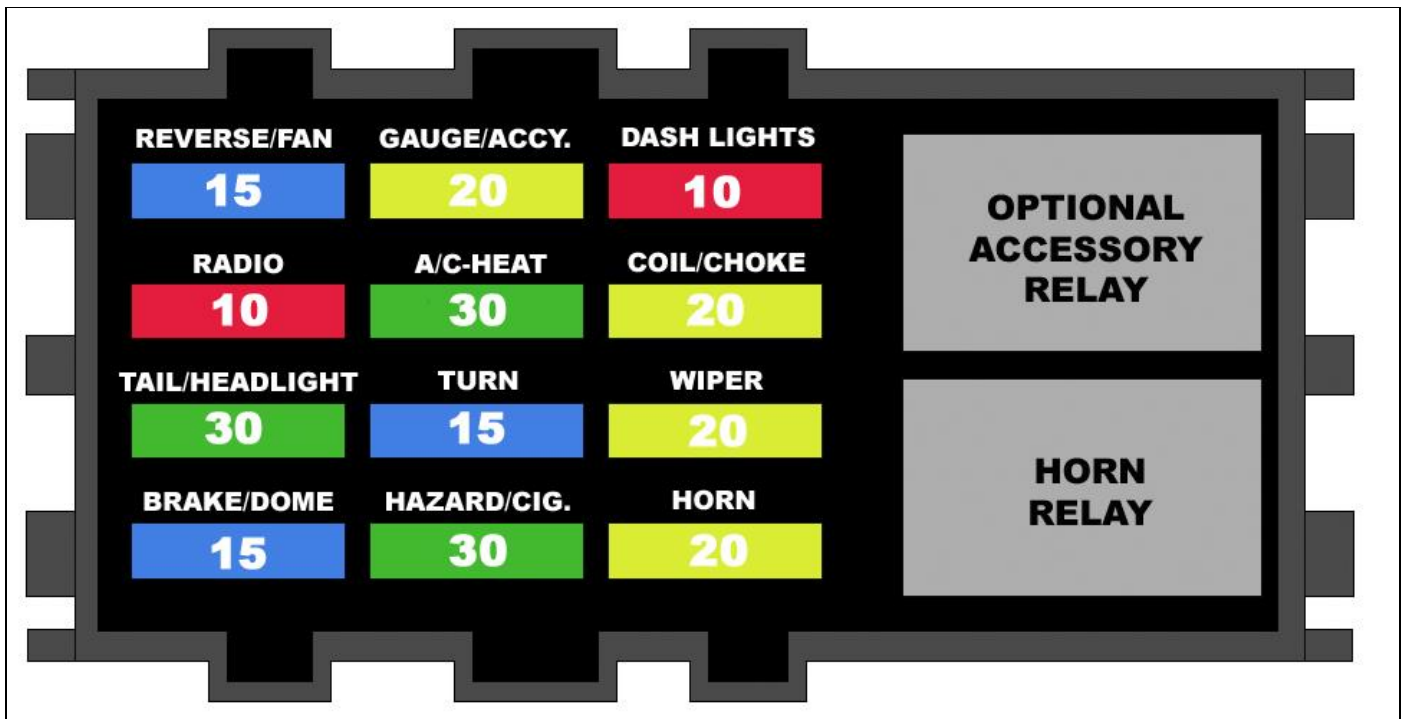 REVERSE/FAN
GAUGE/ACCY.
DASH LIGHTS
15
20
10
RADIO
A/C-HEAT
COIL/CHOKE
10
30
20
TAIL/HEADLIGHT
TURN
WIPER
30
15
20
BRAKE/DOME
HAZARD/CIG.
HORN
15
30
20
OPTIONAL
ACCESSORY
RELAY
HORN
RELAY